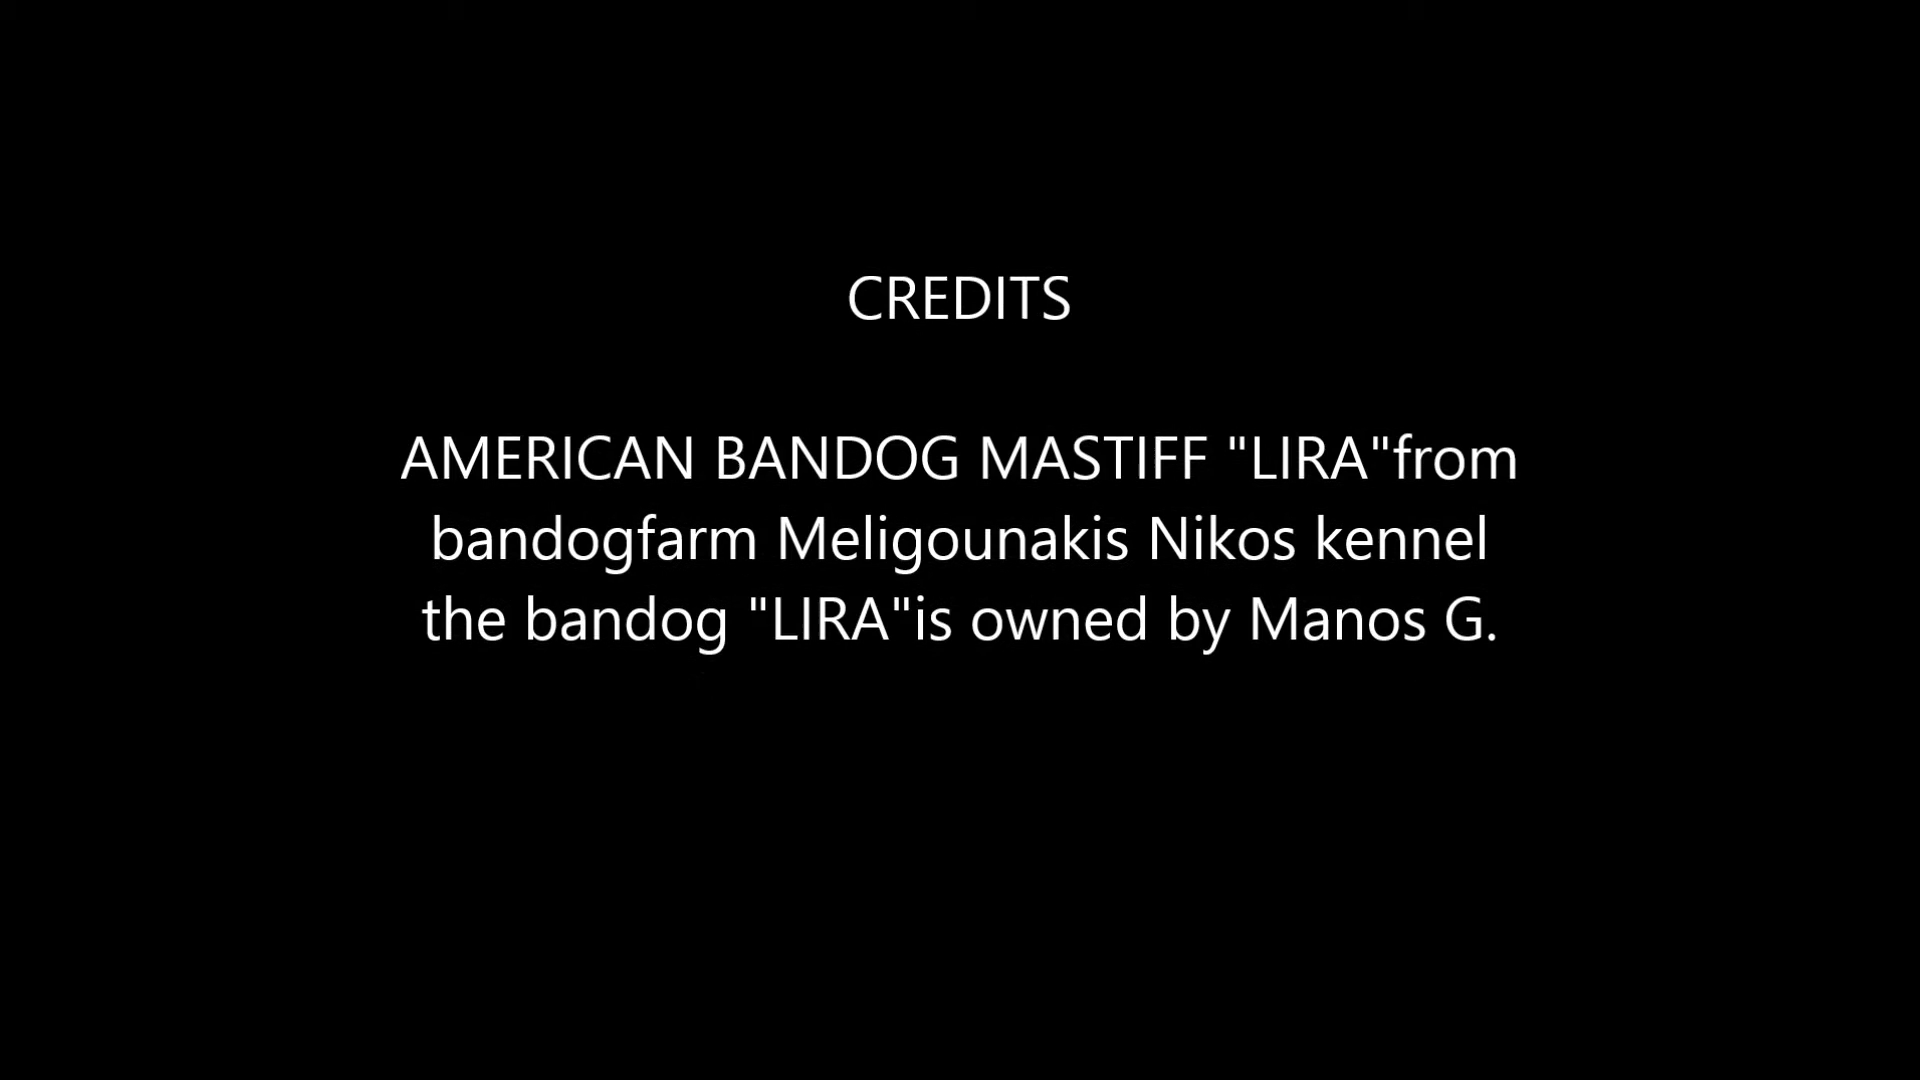 CREDITS
AMERICAN BANDOG MASTIFF "LIRA"from
bandogfarm Meligounakis Nikos kennel
the bandog "LIRA"is owned by Manos G.